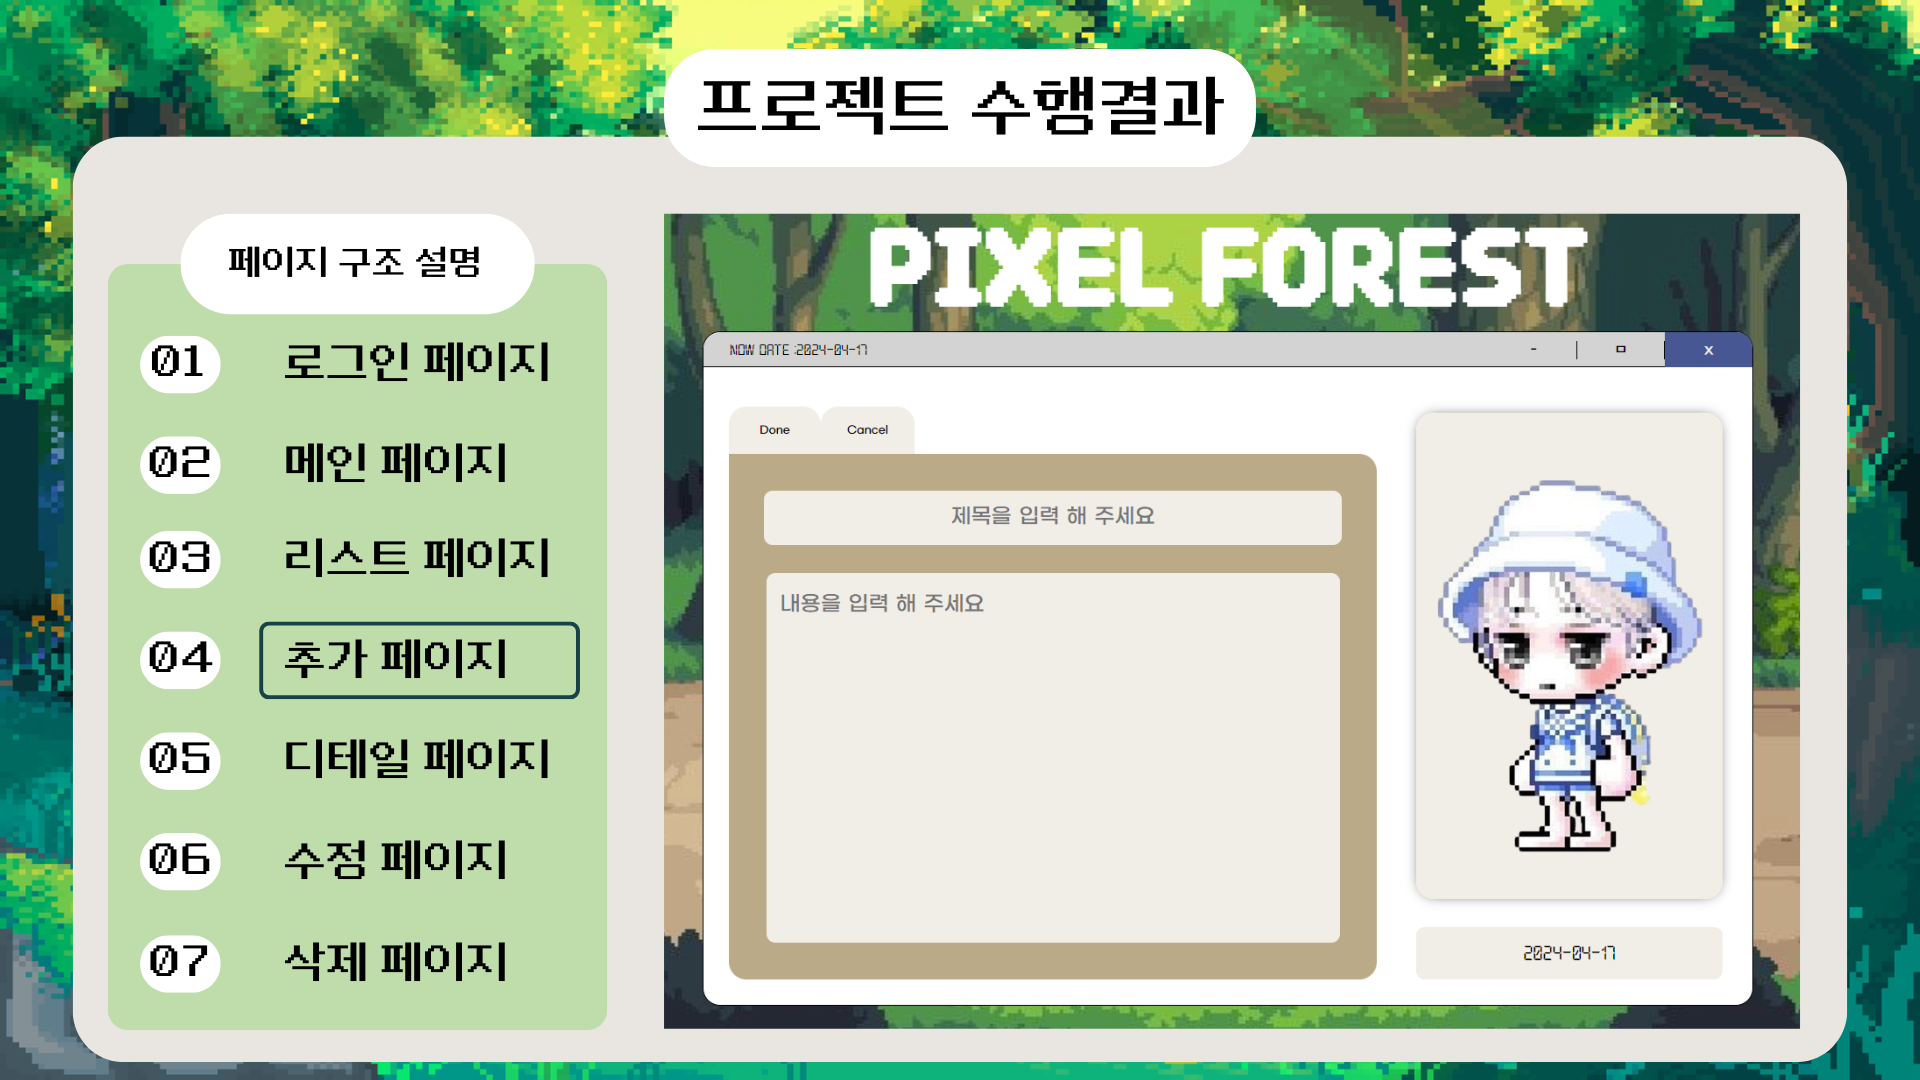 프로젝트 수행결과
페이지 구조 설명
01 로그인 페이지
02 메인 페이지
03 리스트 페이지
04 추가 페이지
05 디테일 페이지
06 수정 페이지
07 삭제 페이지
PIXEL FOREST
NOW DATE :2024-04-17
- ㅁ X
Done Cancel
제목을 입력 해 주세요
내용을 입력 해 주세요
2024-04-17